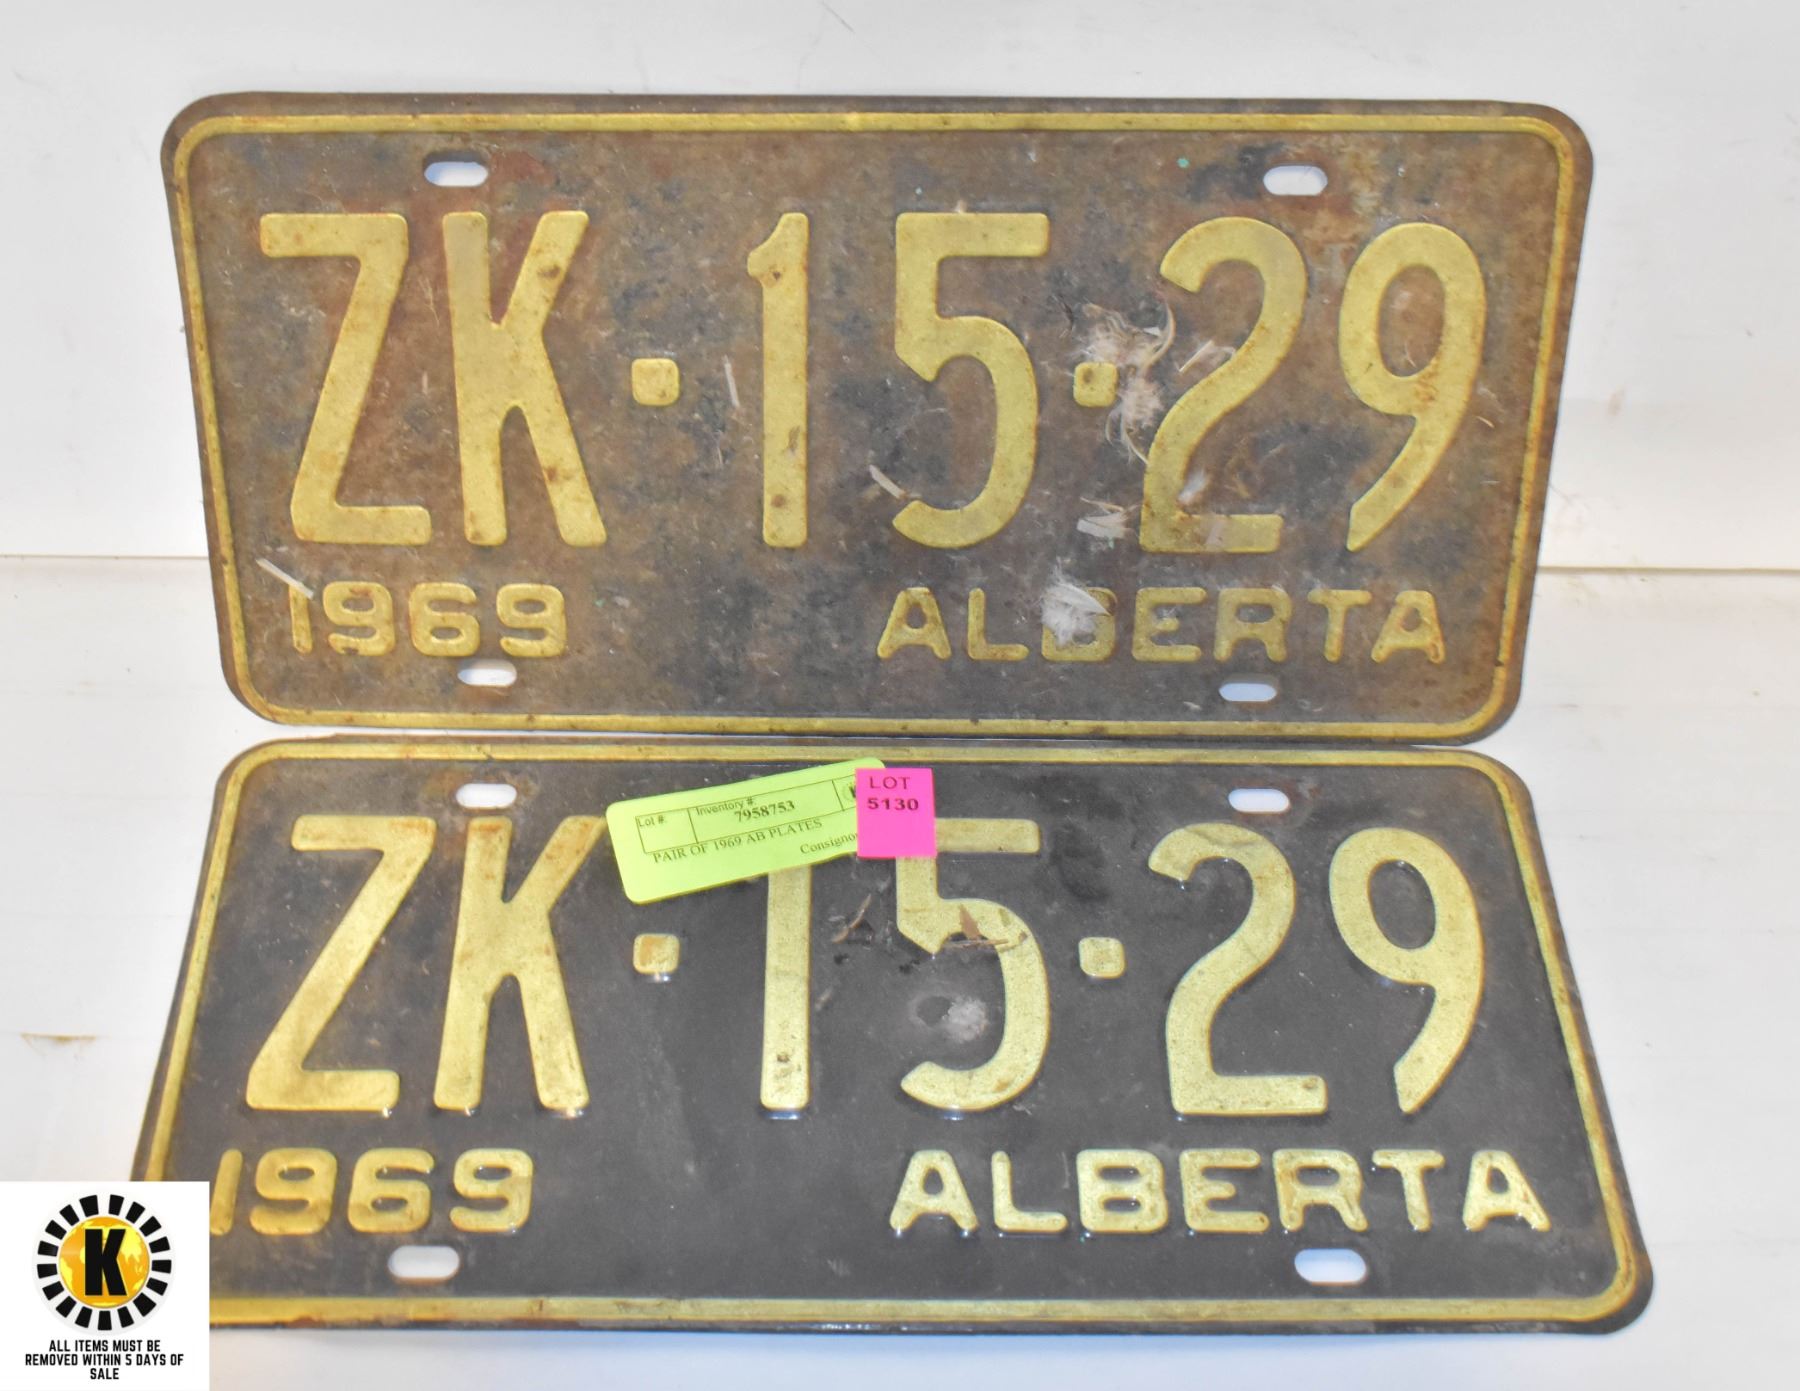 ZK·15·29
1969 ALBERTA
Lot #: Inventory #: LOT
7958753 5130
PAIR OF 1969 AB PLATES
Consignor
ZK·15·29
1969 ALBERTA
K
ALL ITEMS MUST BE
REMOVED WITHIN 5 DAYS OF
SALE